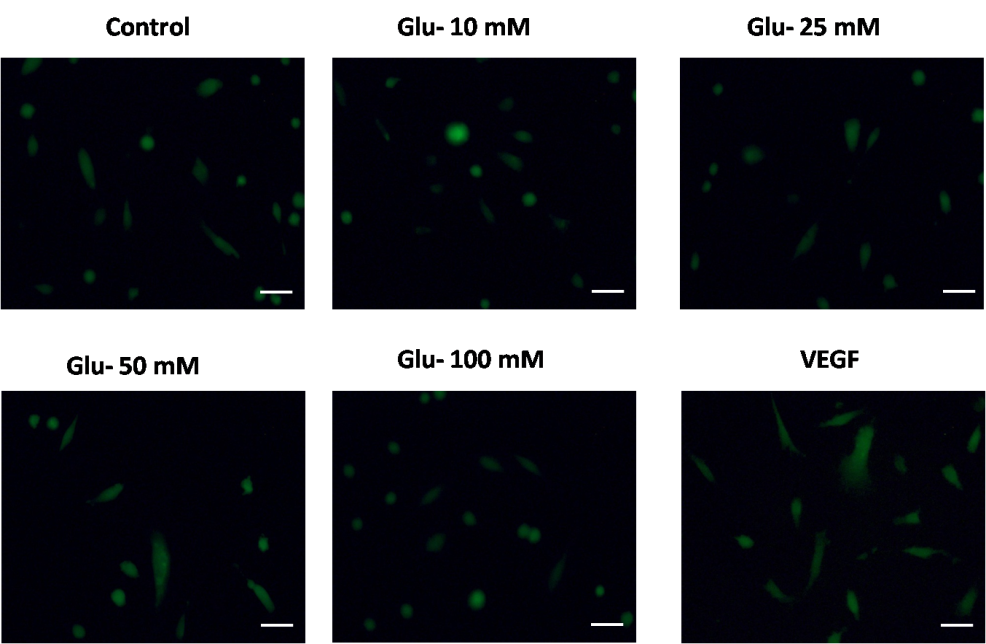 Control
Glu- 10 mM
Glu- 25 mM
Glu- 50 mM
Glu- 100 mM
VEGF